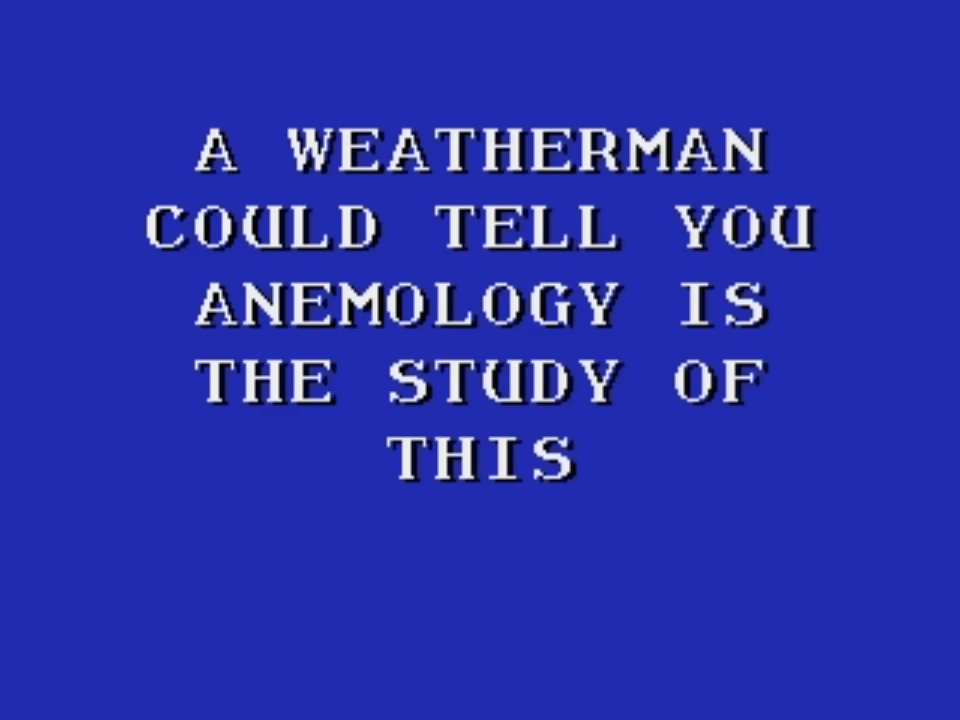 A WEATHERMAN
COULD TELL YOU
ANEMOLOGY IS
THE STUDY OF
THIS